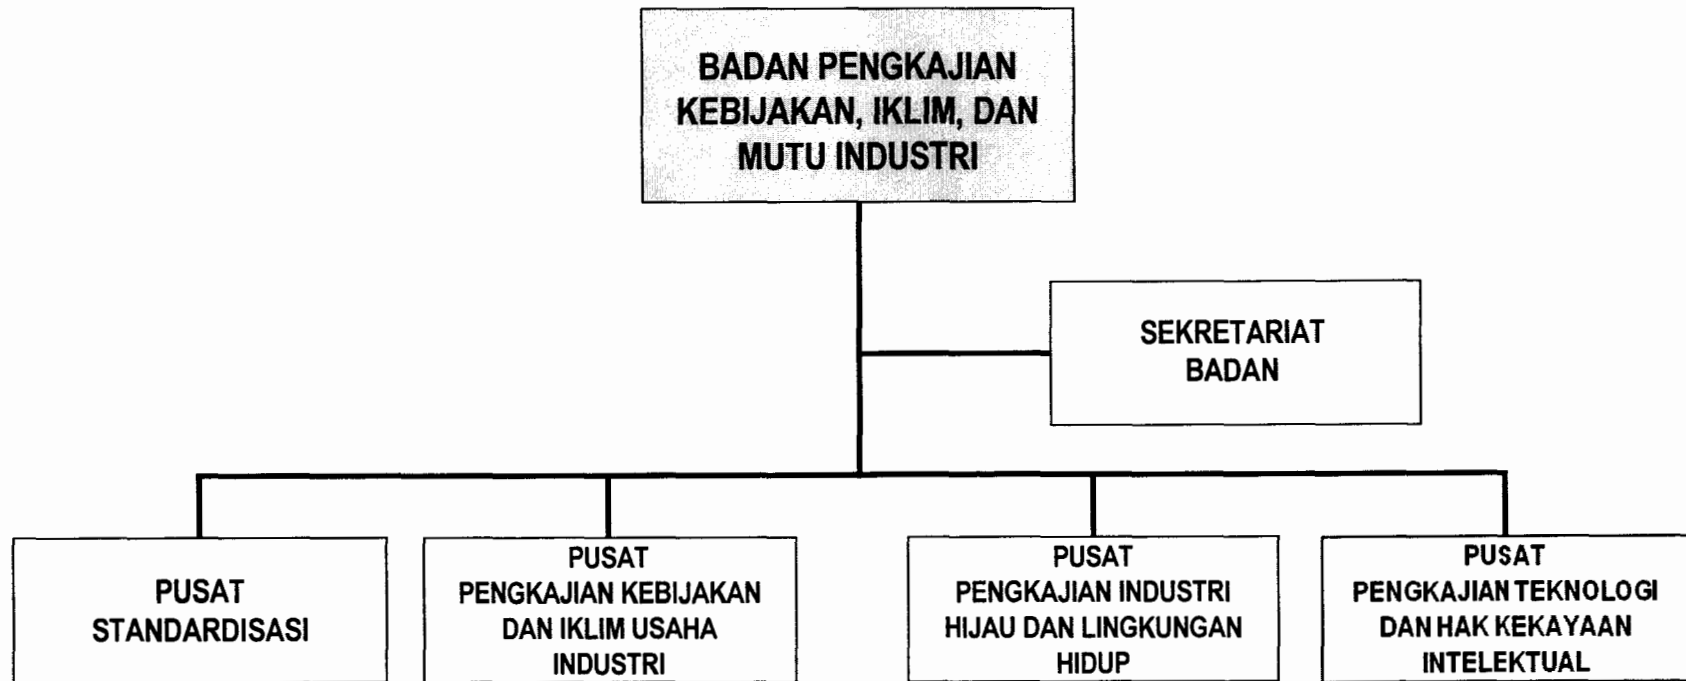 BADAN PENGKAJIAN
KEBIJAKAN, IKLIM, DAN
MUTU INDUSTRI
SEKRETARIAT
BADAN
PUSAT
STANDARDISASI
PUSAT
PENGKAJIAN KEBIJAKAN
DAN IKLIM USAHA
INDUSTRI
PUSAT
PENGKAJIAN INDUSTRI
HIJAU DAN LINGKUNGAN
HIDUP
PUSAT
PENGKAJIAN TEKNOLOGI
DAN HAK KEKAYAAN
INTELEKTUAL